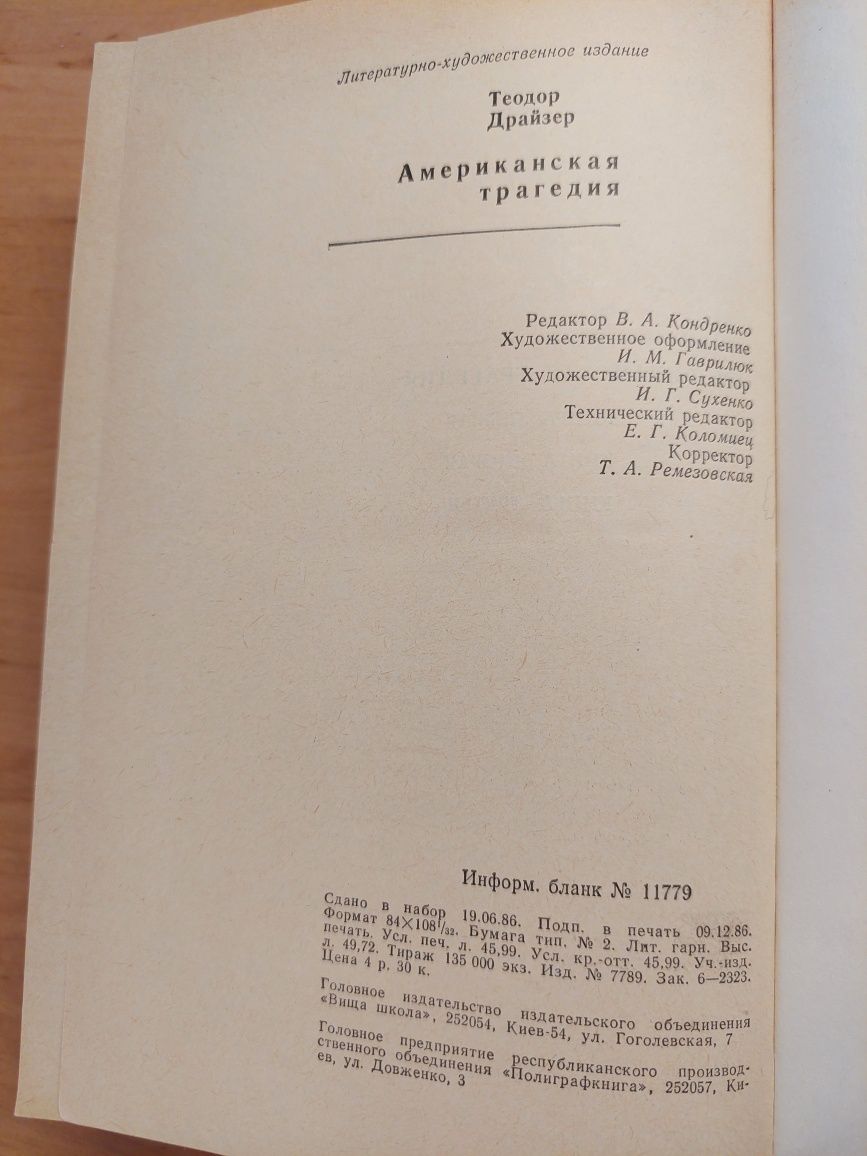 Литературно-художественное издание
Теодор
Драйзер
Американская
трагедия
Редактор В. А. Кондренко
Художественное оформление
И. М. Гаврилюк
Художественный редактор
И. Г. Сухенко
Технический редактор
Е. Г. Коломиец
Корректор
Т. А. Ремезовская
Информ. бланк № 11779
Сдано в набор 19.06.86. Подп. в печать 09.12.86.
Формат 84×108¹/₃₂. Бумага тип. № 2. Лит. гарн. Выс.
печать. Усл. печ. л. 45,99. Усл. кр.-отт. 45,99. Уч.-изд.
л. 49,72. Тираж 135 000 экз. Изд. № 7789. Зак. 6—2323.
Цена 4 р. 30 к.
Головное издательство издательского объединения
«Вища школа», 252054, Киев-54, ул. Гоголевская, 7
Головное предприятие республиканского производ-
ственного объединения «Полиграфкнига», 252057, Ки-
ев, ул. Довженко, 3